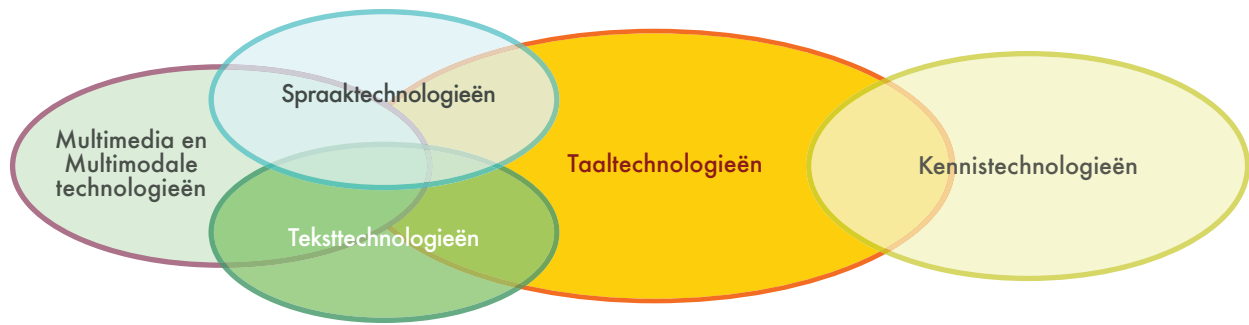 Spraaktechnologieën
Multimedia en
Multimodale
technologieën
Taaltechnologieën
Kennistechnologieën
Teksttechnologieën